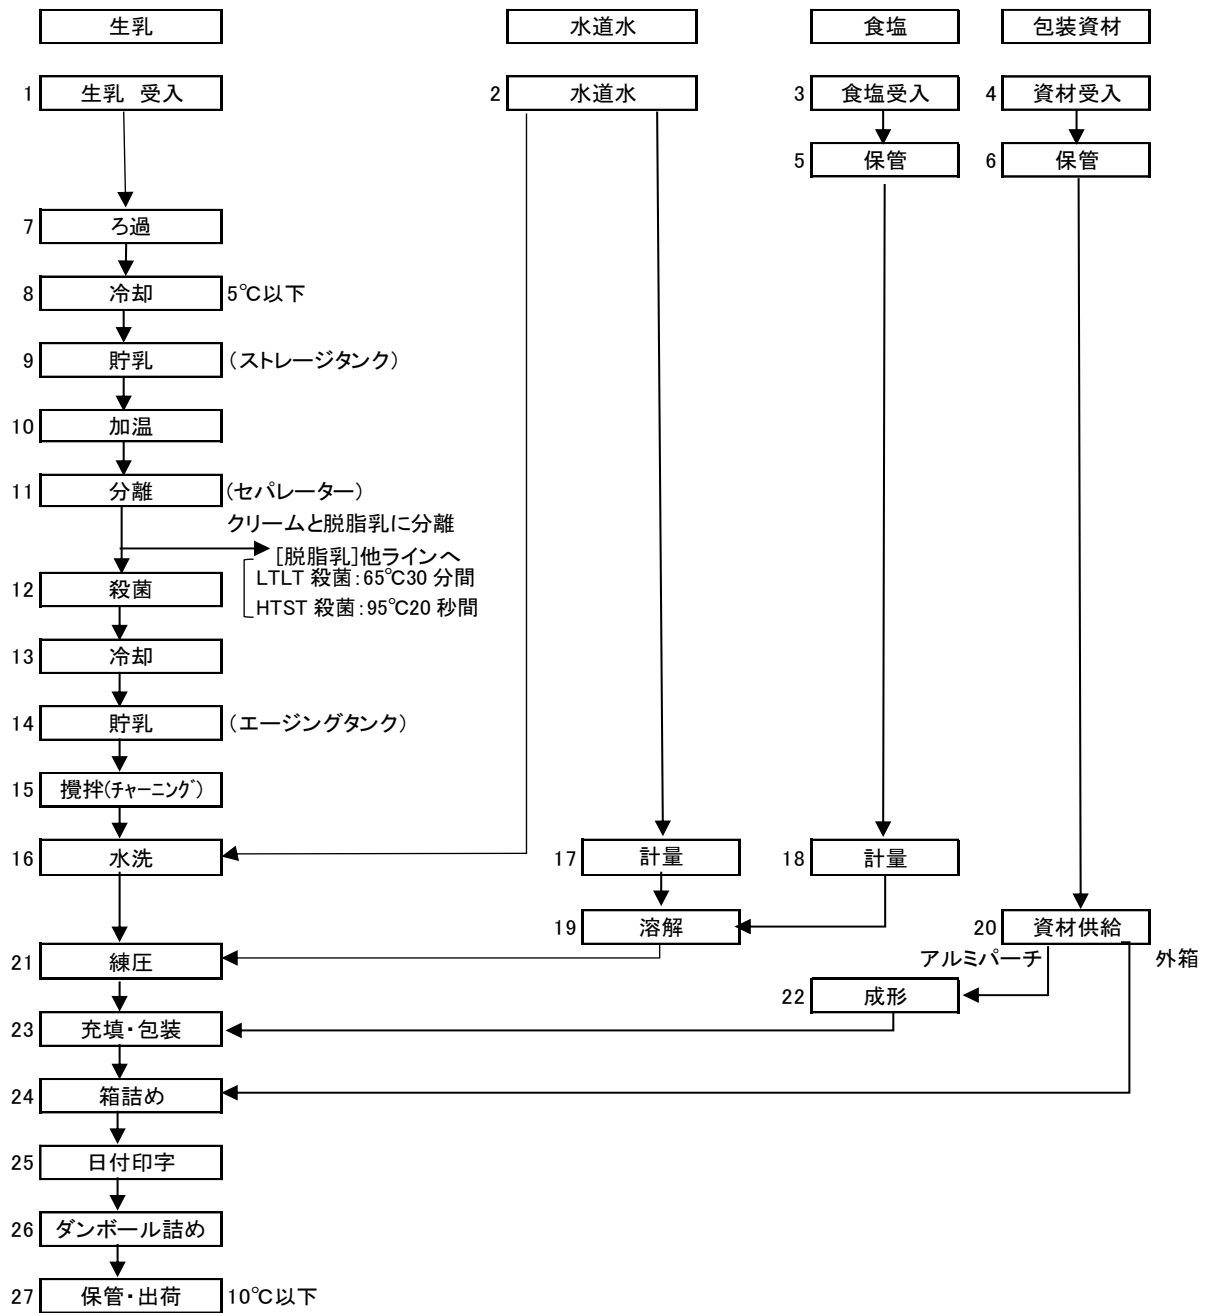 生乳 水道水 食塩 包装資材
1 生乳 受入 2 水道水 3 食塩受入 4 資材受入
5 保管 6 保管
7 ろ過
8 冷却 5℃以下
9 貯乳 (ストレージタンク)
10 加温
11 分離 (セパレーター)
クリームと脱脂乳に分離
[脱脂乳]他ラインへ
LTLT 殺菌:65℃30 分間
12 殺菌
HTST 殺菌:95℃20 秒間
13 冷却
14 貯乳 (エージングタンク)
15 攪拌(チャーニング)
16 水洗 17 計量 18 計量
19 溶解 20 資材供給
21 練圧 アルミパーチ 外箱
22 成形
23 充填・包装
24 箱詰め
25 日付印字
26 ダンボール詰め
27 保管・出荷 10℃以下